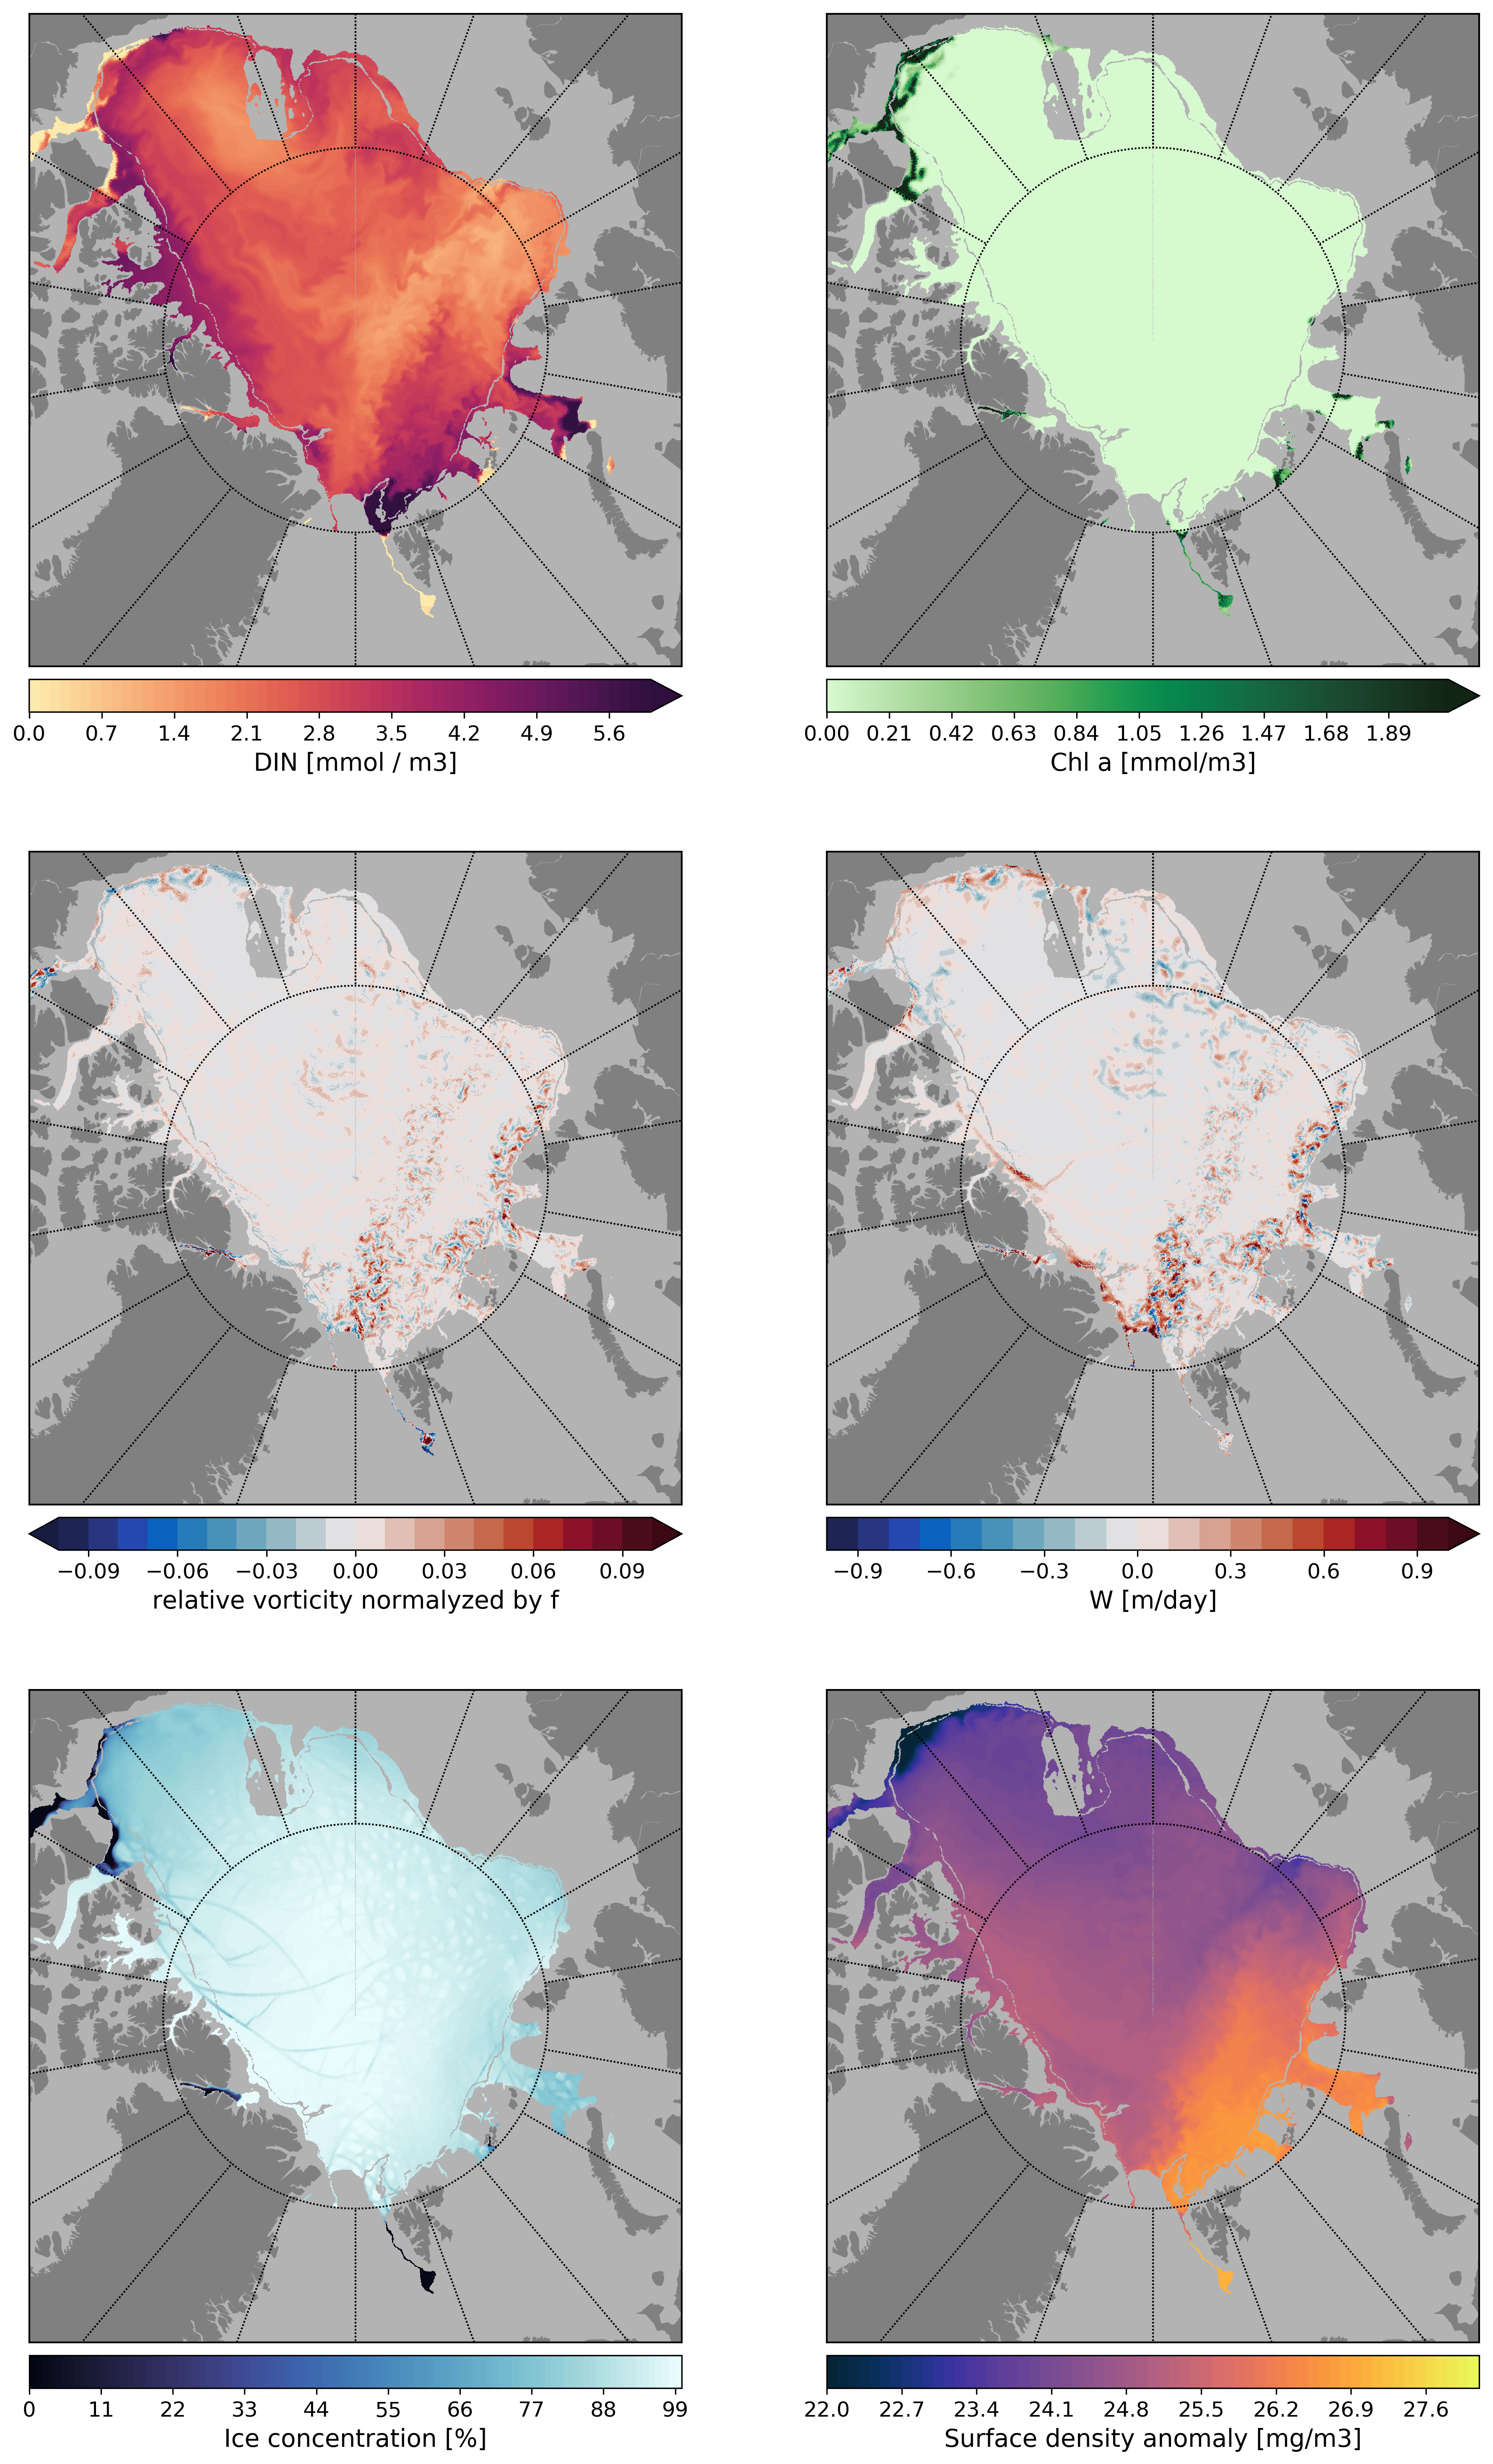 0.0 0.7 1.4 2.1 2.8 3.5 4.2 4.9 5.6
DIN [mmol / m3]
0.00 0.21 0.42 0.63 0.84 1.05 1.26 1.47 1.68 1.89
Chl a [mmol/m3]
−0.09 −0.06 −0.03 0.00 0.03 0.06 0.09
relative vorticity normalyzed by f
−0.9 −0.6 −0.3 0.0 0.3 0.6 0.9
W [m/day]
0 11 22 33 44 55 66 77 88 99
Ice concentration [%]
22.0 22.7 23.4 24.1 24.8 25.5 26.2 26.9 27.6
Surface density anomaly [mg/m3]